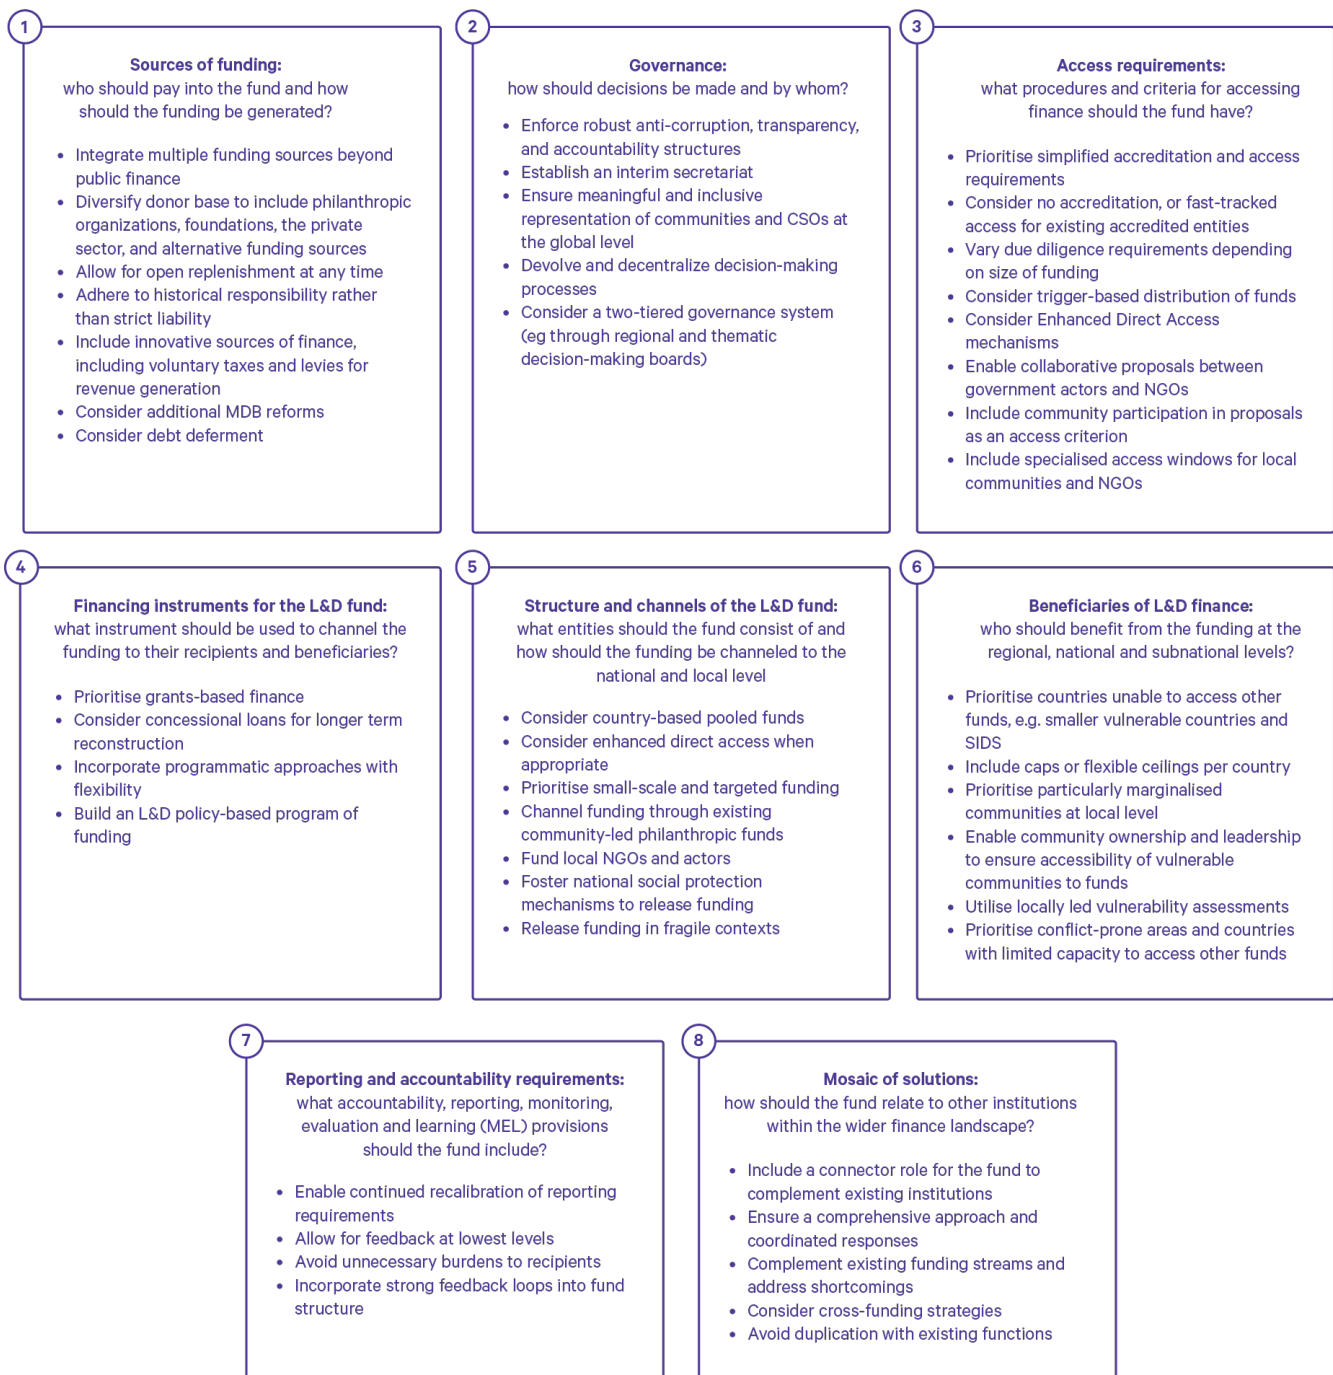 1
Sources of funding:
who should pay into the fund and how
should the funding be generated?
• Integrate multiple funding sources beyond
public finance
• Diversify donor base to include philanthropic
organizations, foundations, the private
sector, and alternative funding sources
• Allow for open replenishment at any time
• Adhere to historical responsibility rather
than strict liability
• Include innovative sources of finance,
including voluntary taxes and levies for
revenue generation
• Consider additional MDB reforms
• Consider debt deferment
2
Governance:
how should decisions be made and by whom?
• Enforce robust anti-corruption, transparency,
and accountability structures
• Establish an interim secretariat
• Ensure meaningful and inclusive
representation of communities and CSOs at
the global level
• Devolve and decentralize decision-making
processes
• Consider a two-tiered governance system
(eg through regional and thematic
decision-making boards)
3
Access requirements:
what procedures and criteria for accessing
finance should the fund have?
• Prioritise simplified accreditation and access
requirements
• Consider no accreditation, or fast-tracked
access for existing accredited entities
• Vary due diligence requirements depending
on size of funding
• Consider trigger-based distribution of funds
• Consider Enhanced Direct Access
mechanisms
• Enable collaborative proposals between
government actors and NGOs
• Include community participation in proposals
as an access criterion
• Include specialised access windows for local
communities and NGOs
4
Financing instruments for the L&D fund:
what instrument should be used to channel the
funding to their recipients and beneficiaries?
• Prioritise grants-based finance
• Consider concessional loans for longer term
reconstruction
• Incorporate programmatic approaches with
flexibility
• Build an L&D policy-based program of
funding
5
Structure and channels of the L&D fund:
what entities should the fund consist of and
how should the funding be channeled to the
national and local level
• Consider country-based pooled funds
• Consider enhanced direct access when
appropriate
• Prioritise small-scale and targeted funding
• Channel funding through existing
community-led philanthropic funds
• Fund local NGOs and actors
• Foster national social protection
mechanisms to release funding
• Release funding in fragile contexts
6
Beneficiaries of L&D finance:
who should benefit from the funding at the
regional, national and subnational levels?
• Prioritise countries unable to access other
funds, e.g. smaller vulnerable countries and
SIDS
• Include caps or flexible ceilings per country
• Prioritise particularly marginalised
communities at local level
• Enable community ownership and leadership
to ensure accessibility of vulnerable
communities to funds
• Utilise locally led vulnerability assessments
• Prioritise conflict-prone areas and countries
with limited capacity to access other funds
7
Reporting and accountability requirements:
what accountability, reporting, monitoring,
evaluation and learning (MEL) provisions
should the fund include?
• Enable continued recalibration of reporting
requirements
• Allow for feedback at lowest levels
• Avoid unnecessary burdens to recipients
• Incorporate strong feedback loops into fund
structure
8
Mosaic of solutions:
how should the fund relate to other institutions
within the wider finance landscape?
• Include a connector role for the fund to
complement existing institutions
• Ensure a comprehensive approach and
coordinated responses
• Complement existing funding streams and
address shortcomings
• Consider cross-funding strategies
• Avoid duplication with existing functions